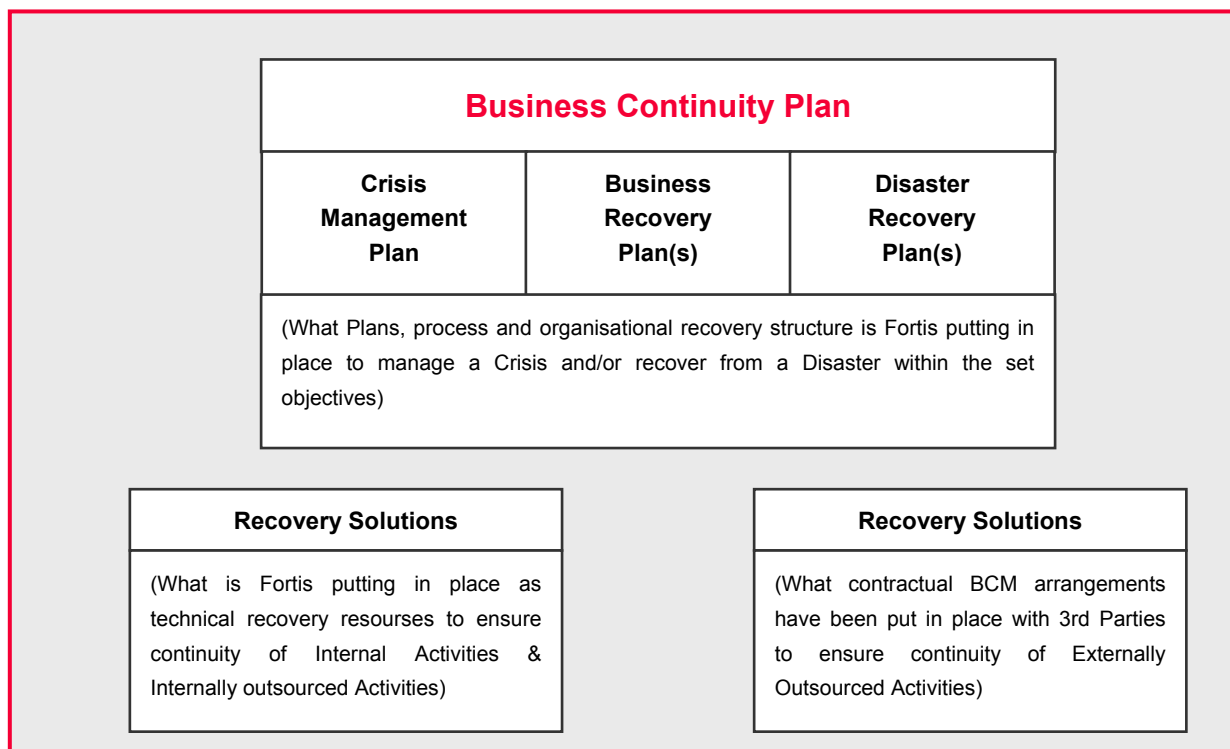 Business Continuity Plan
Crisis
Management
Plan
Business
Recovery
Plan(s)
Disaster
Recovery
Plan(s)
(What Plans, process and organisational recovery structure is Fortis putting in
place to manage a Crisis and/or recover from a Disaster within the set
objectives)
Recovery Solutions
(What is Fortis putting in place as
technical recovery resourses to ensure
continuity of Internal Activities &
Internally outsourced Activities)
Recovery Solutions
(What contractual BCM arrangements
have been put in place with 3rd Parties
to ensure continuity of Externally
Outsourced Activities)